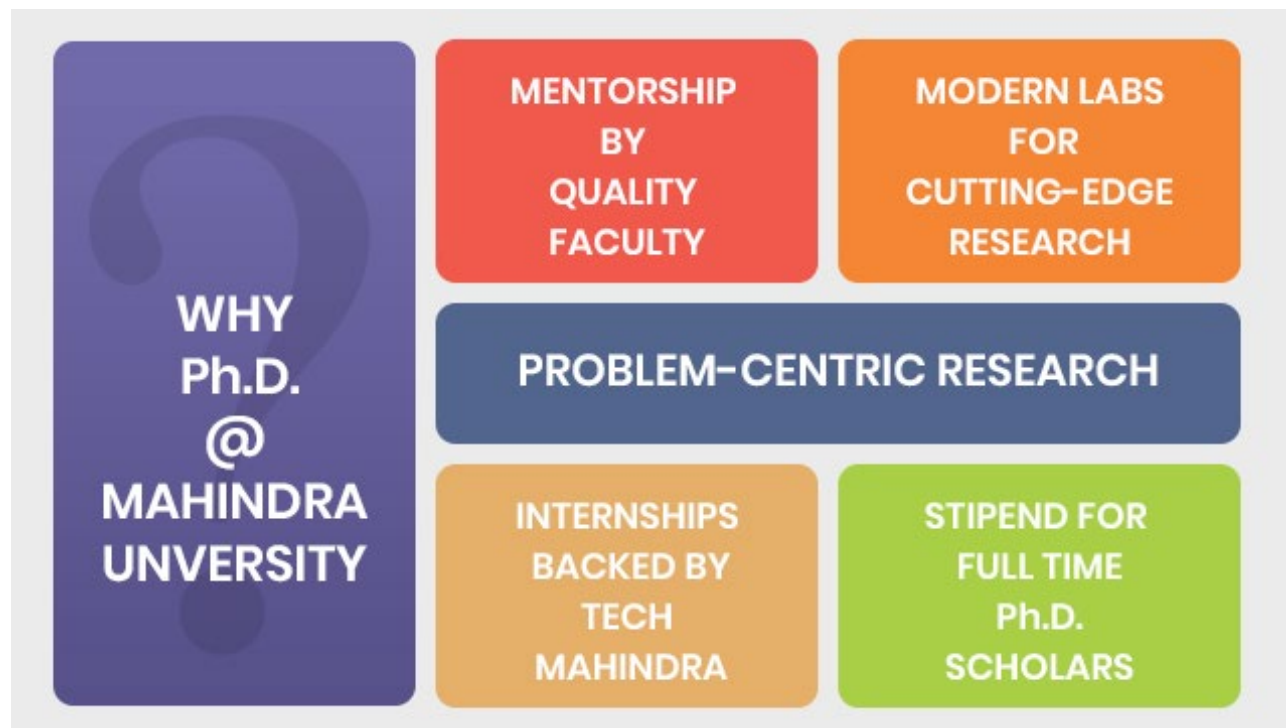 WHY
Ph.D.
@
MAHINDRA
UNVERSITY
MENTORSHIP
BY
QUALITY
FACULTY
MODERN LABS
FOR
CUTTING-EDGE
RESEARCH
PROBLEM-CENTRIC RESEARCH
INTERNSHIPS
BACKED BY
TECH
MAHINDRA
STIPEND FOR
FULL TIME
Ph.D.
SCHOLARS